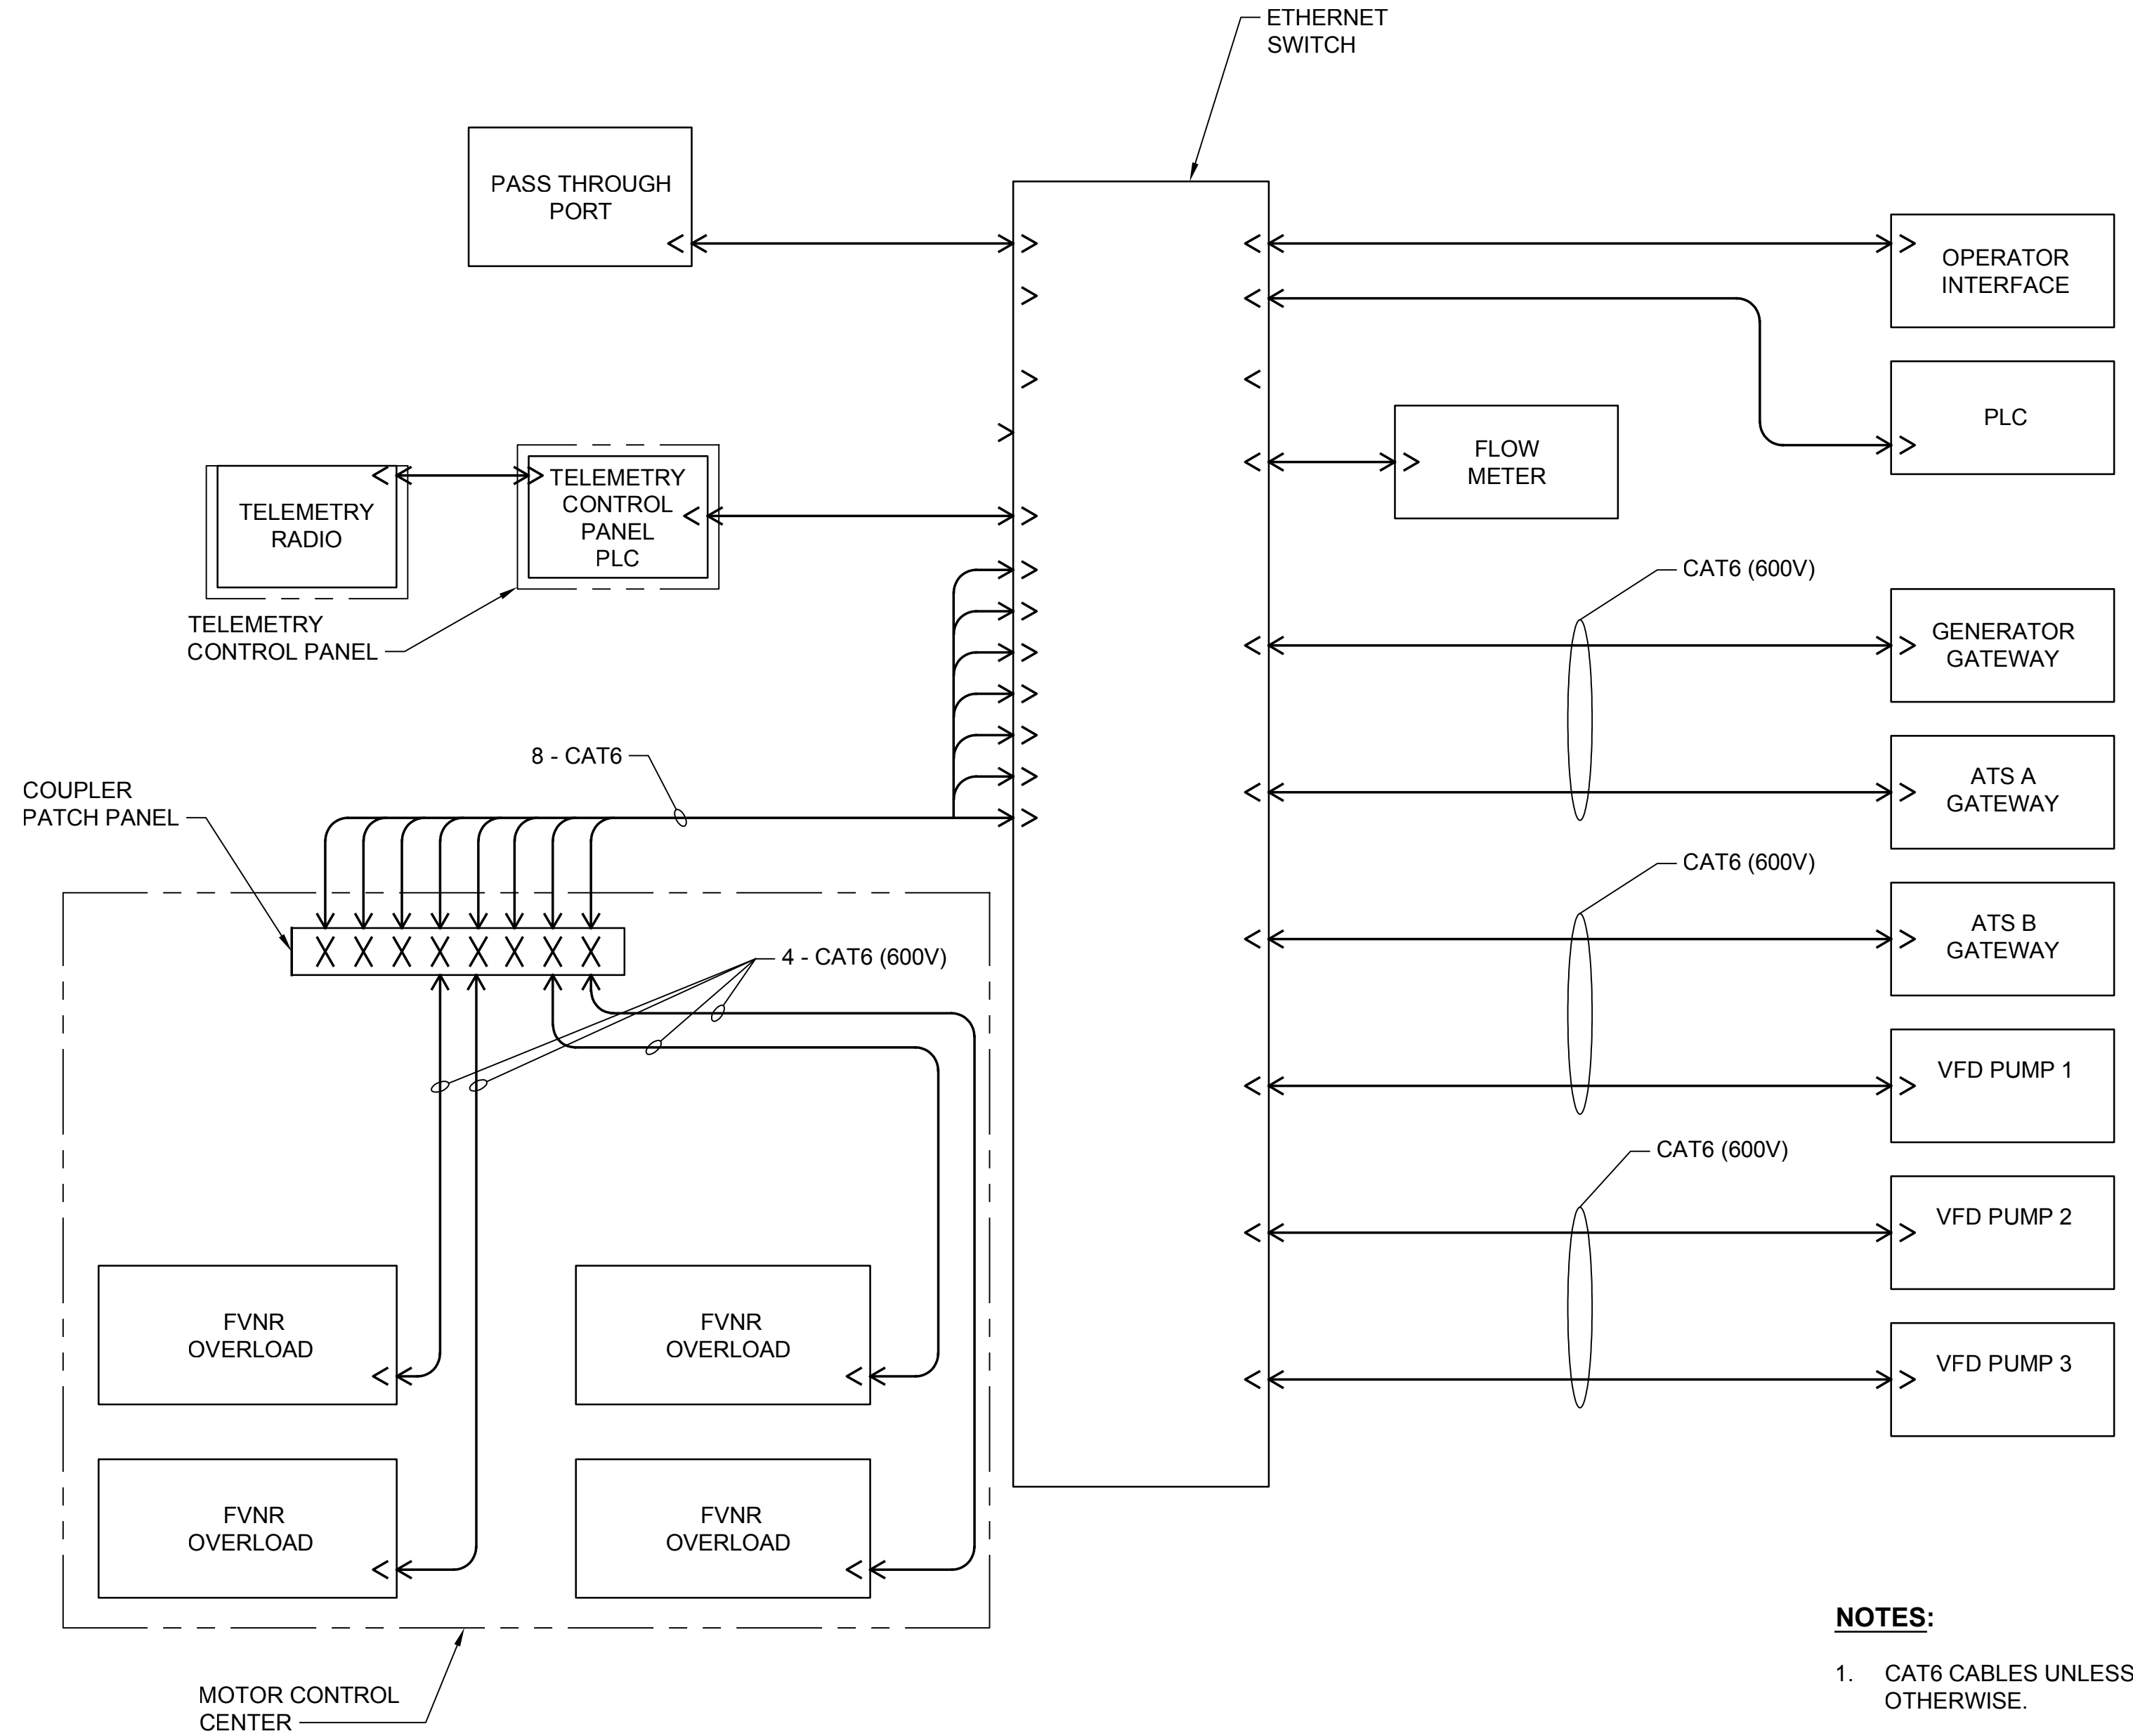 ETHERNET
SWITCH
PASS THROUGH
PORT
OPERATOR
INTERFACE
PLC
FLOW
METER
TELEMETRY
RADIO
TELEMETRY
CONTROL
PANEL
PLC
TELEMETRY
CONTROL PANEL
CAT6 (600V)
GENERATOR
GATEWAY
ATS A
GATEWAY
8 - CAT6
COUPLER
PATCH PANEL
CAT6 (600V)
ATS B
GATEWAY
4 - CAT6 (600V)
VFD PUMP 1
CAT6 (600V)
VFD PUMP 2
VFD PUMP 3
FVNR
OVERLOAD
FVNR
OVERLOAD
FVNR
OVERLOAD
FVNR
OVERLOAD
MOTOR CONTROL
CENTER
NOTES:
1. CAT6 CABLES UNLESS
OTHERWISE.